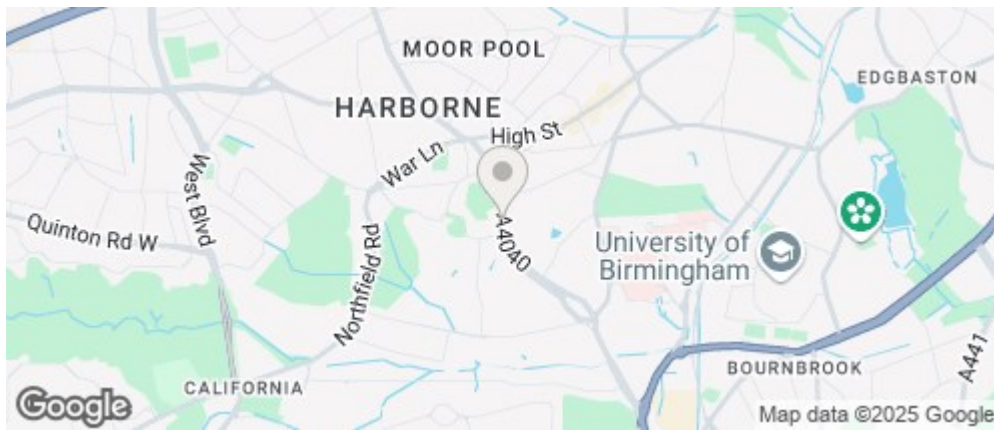 MOOR POOL
EDGBASTON
HARBORNE
High St
War Ln
West Blvd
Quinton Rd W
A4040
University of
Birmingham
Northfield Rd
BOURNBROOK
A441
CALIFORNIA
Google
Map data ©2025 Google